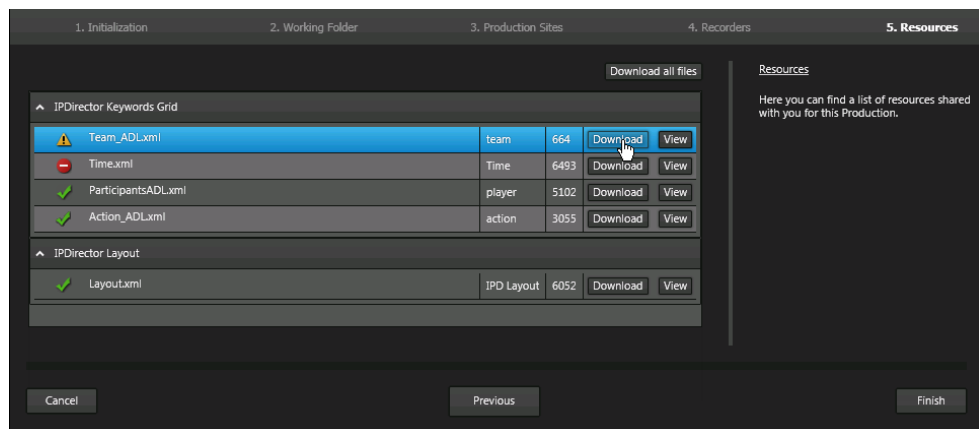 1. Initialization 2. Working Folder 3. Production Sites 4. Recorders 5. Resources
Download all files
Resources
Here you can find a list of resources shared
with you for this Production.
IPDirector Keywords Grid
Team_ADL.xml team 664 Download View
Time.xml Time 6493 Download View
ParticipantsADL.xml player 5102 Download View
Action_ADL.xml action 3055 Download View
IPDirector Layout
Layout.xml IPD Layout 6052 Download View
Cancel Previous Finish